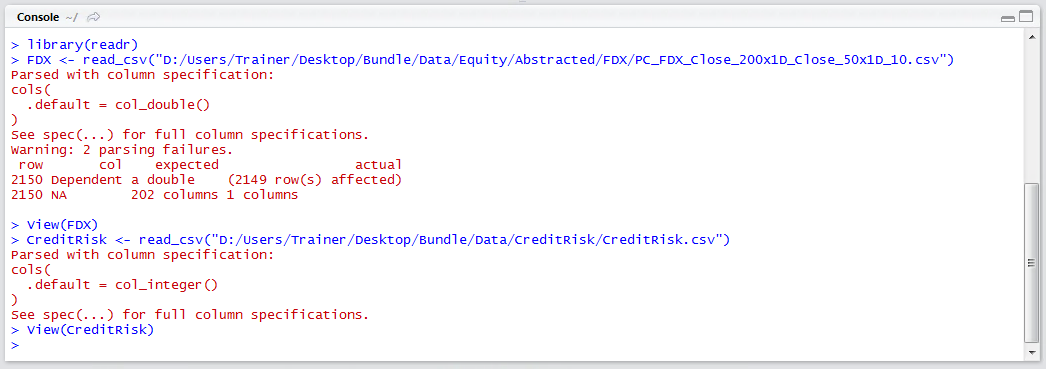 Console ~/
> library(readr)
> FDX <- read_csv("D:/Users/Trainer/Desktop/Bundle/Data/Equity/Abstracted/FDX/PC_FDX_Close_200x1D_Close_50x1D_10.csv")
Parsed with column specification:
cols(
  .default = col_double()
)
See spec(...) for full column specifications.
Warning: 2 parsing failures.
 row       col    expected                 actual
2150 Dependent a double    (2149 row(s) affected)
2150 NA        202 columns 1 columns

> View(FDX)
> CreditRisk <- read_csv("D:/Users/Trainer/Desktop/Bundle/Data/CreditRisk/CreditRisk.csv")
Parsed with column specification:
cols(
  .default = col_integer()
)
See spec(...) for full column specifications.
> View(CreditRisk)
>